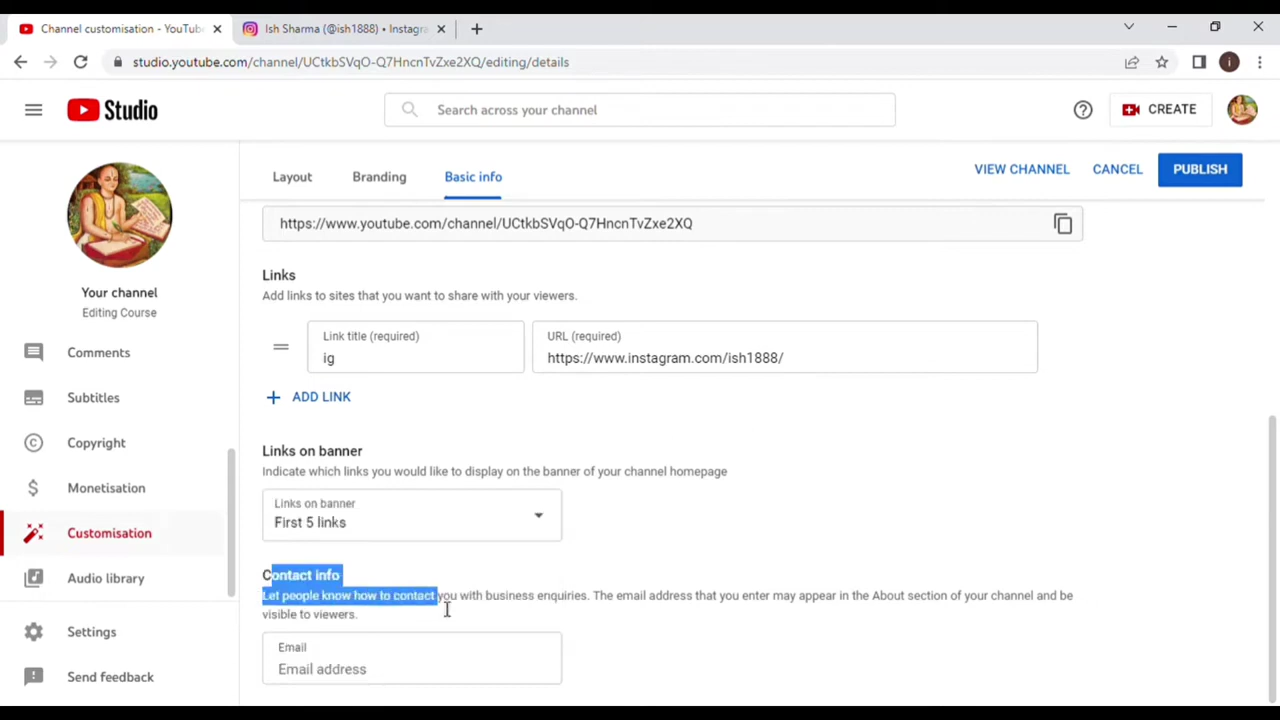 Channel customisation - YouTub
Ish Sharma (@ish1888) • Instagra
studio.youtube.com/channel/UCtkbSVqO-Q7HncnTvZxe2XQ/editing/details
i
Studio
Search across your channel
CREATE
Layout
Branding
Basic info
VIEW CHANNEL
CANCEL
PUBLISH
https://www.youtube.com/channel/UCtkbSVqO-Q7HncnTvZxe2XQ
Your channel
Editing Course
Comments
Subtitles
Copyright
Monetisation
Customisation
Audio library
Settings
Send feedback
Links
Add links to sites that you want to share with your viewers.
Link title (required)
ig
URL (required)
https://www.instagram.com/ish1888/
ADD LINK
Links on banner
Indicate which links you would like to display on the banner of your channel homepage
Links on banner
First 5 links
Contact info
Let people know how to contact you with business enquiries. The email address that you enter may appear in the About section of your channel and be
visible to viewers.
Email
Email address